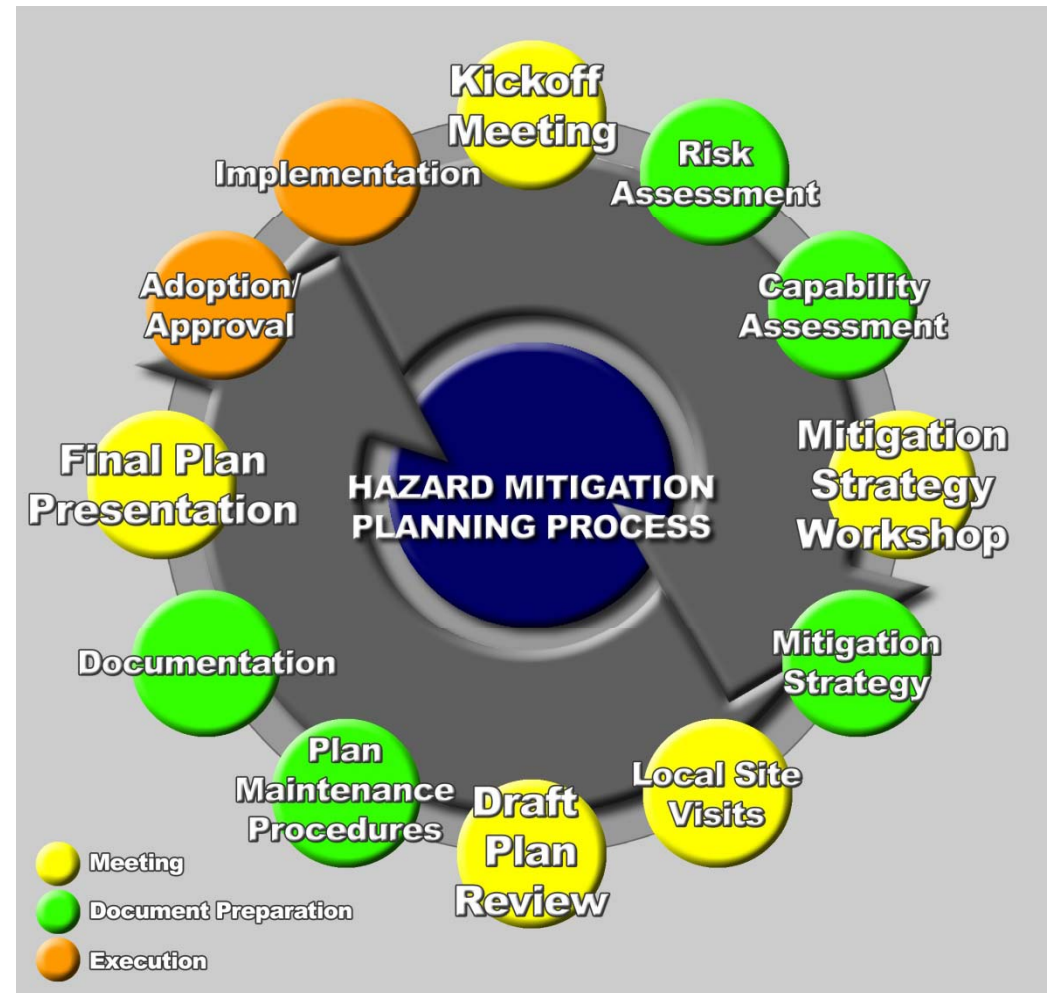 Kickoff
Meeting
Risk
Assessment
Capability
Assessment
Mitigation
Strategy
Workshop
Mitigation
Strategy
Local Site
Visits
Draft
Plan
Review
Plan
Maintenance
Procedures
Documentation
Final Plan
Presentation
Adoption/
Approval
Implementation
HAZARD MITIGATION
PLANNING PROCESS
Meeting
Document Preparation
Execution